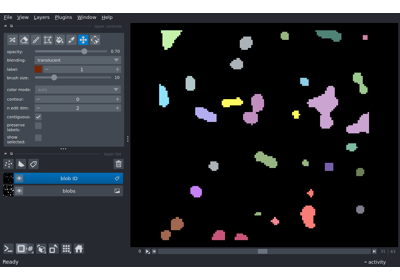 File View Layers Plugins Window Help
opacity: 0.70
blending: translucent
label: 1
brush size: 10
color mode:
contour: 0
n edit dim: 2
contiguous:
preserve labels:
show selected:
blob ID
blobs
Ready
activity